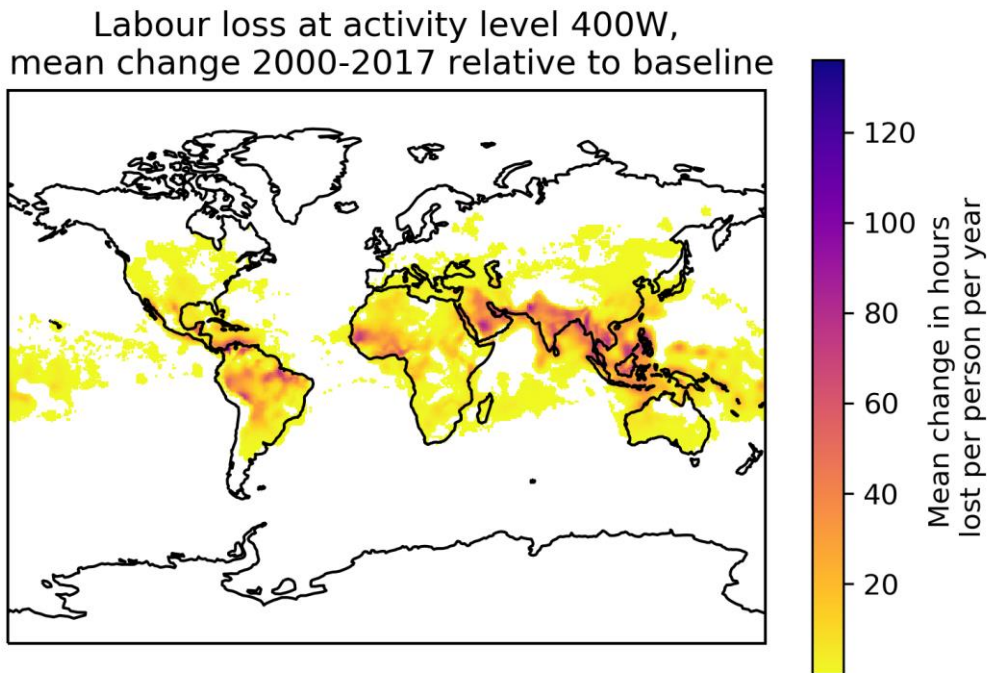 Labour loss at activity level 400W,
mean change 2000-2017 relative to baseline
120
100
80
60
40
20
Mean change in hours
lost per person per year